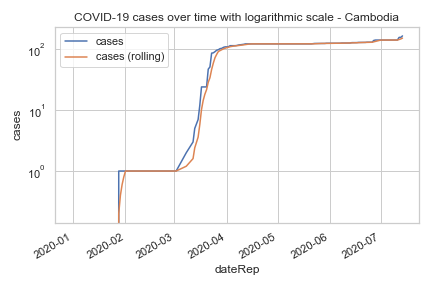 COVID-19 cases over time with logarithmic scale - Cambodia
cases
cases (rolling)
10²
10¹
10⁰
cases
2020-01
2020-02
2020-03
2020-04
2020-05
2020-06
2020-07
dateRep